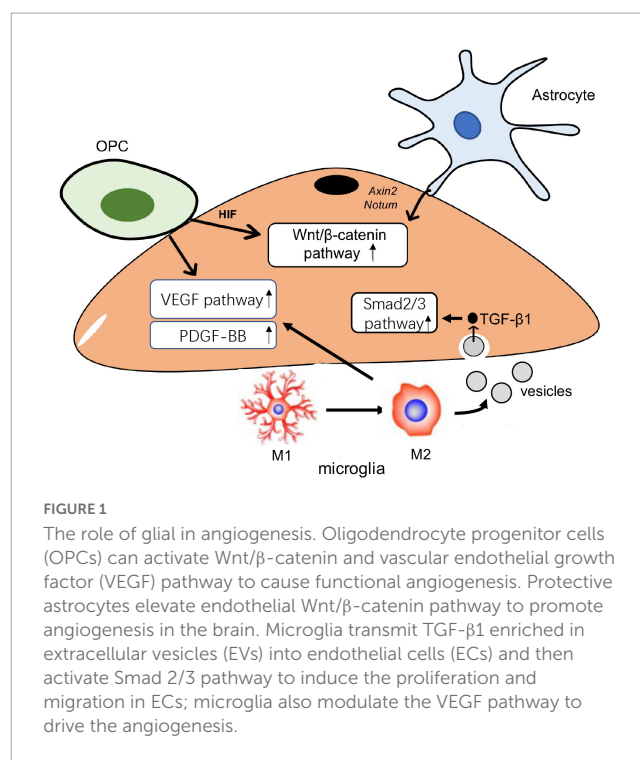 Astrocyte
OPC
HIF
Axin2
Notum
Wnt/β-catenin
pathway ↑
VEGF pathway ↑
PDGF-BB ↑
Smad2/3
pathway ↑
TGF-β1
vesicles
M1
M2
microglia
FIGURE 1
The role of glial in angiogenesis. Oligodendrocyte progenitor cells
(OPCs) can activate Wnt/β-catenin and vascular endothelial growth
factor (VEGF) pathway to cause functional angiogenesis. Protective
astrocytes elevate endothelial Wnt/β-catenin pathway to promote
angiogenesis in the brain. Microglia transmit TGF-β1 enriched in
extracellular vesicles (EVs) into endothelial cells (ECs) and then
activate Smad 2/3 pathway to induce the proliferation and
migration in ECs; microglia also modulate the VEGF pathway to
drive the angiogenesis.